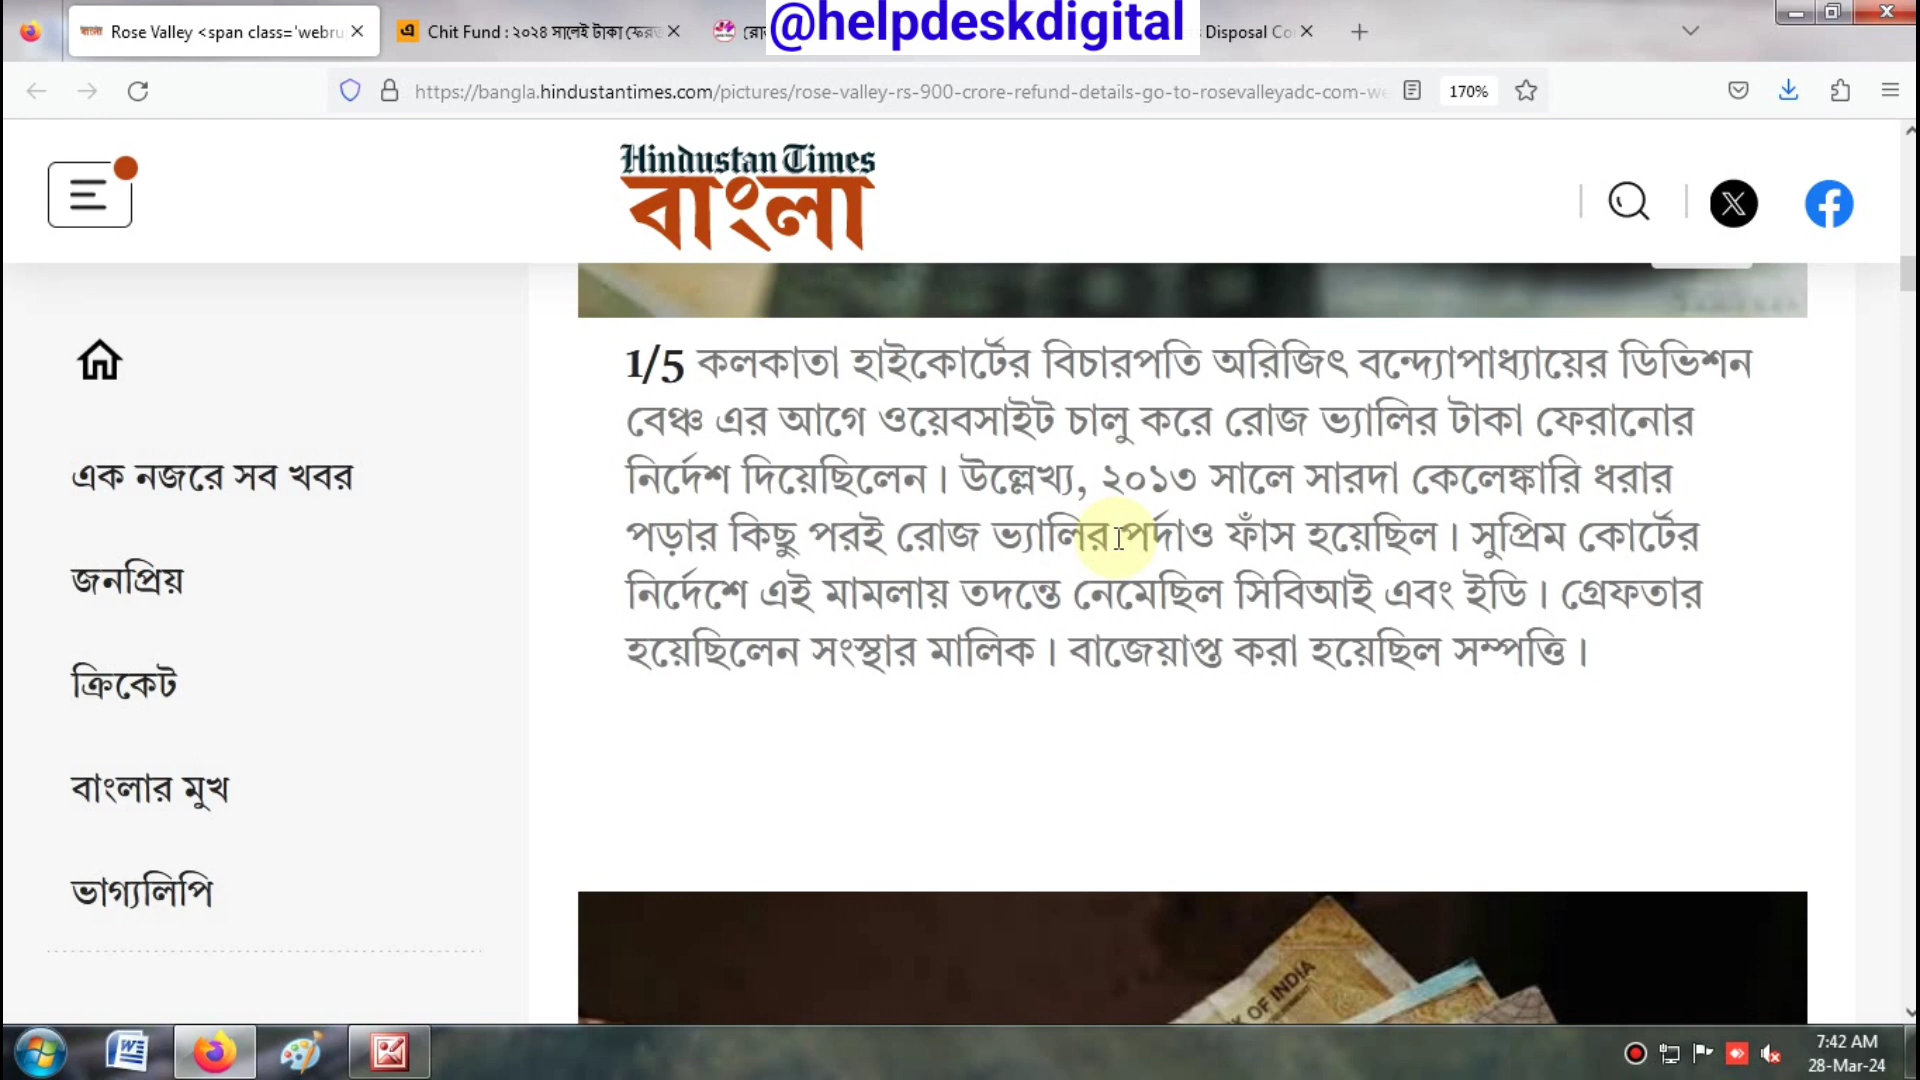 @helpdeskdigital
Rose Valley <span class='webru
Chit Fund : ২০২৪ সালেই টাকা ফেরত
রো
Disposal Co
https://bangla.hindustantimes.com/pictures/rose-valley-rs-900-crore-refund-details-go-to-rosevalleyadc-com-we
170%
Hindustan Times
বাংলা
1/5 কলকাতা হাইকোর্টের বিচারপতি অরিজিৎ বন্দ্যোপাধ্যায়ের ডিভিশন
বেঞ্চ এর আগে ওয়েবসাইট চালু করে রোজ ভ্যালির টাকা ফেরানোর
নির্দেশ দিয়েছিলেন। উল্লেখ্য, ২০১৩ সালে সারদা কেলেঙ্কারি ধরার
পড়ার কিছু পরই রোজ ভ্যালির পর্দাও ফাঁস হয়েছিল। সুপ্রিম কোর্টের
নির্দেশে এই মামলায় তদন্তে নেমেছিল সিবিআই এবং ইডি। গ্রেফতার
হয়েছিলেন সংস্থার মালিক। বাজেয়াপ্ত করা হয়েছিল সম্পত্তি।
এক নজরে সব খবর
জনপ্রিয়
ক্রিকেট
বাংলার মুখ
ভাগ্যলিপি
OF INDIA
7:42 AM
28-Mar-24